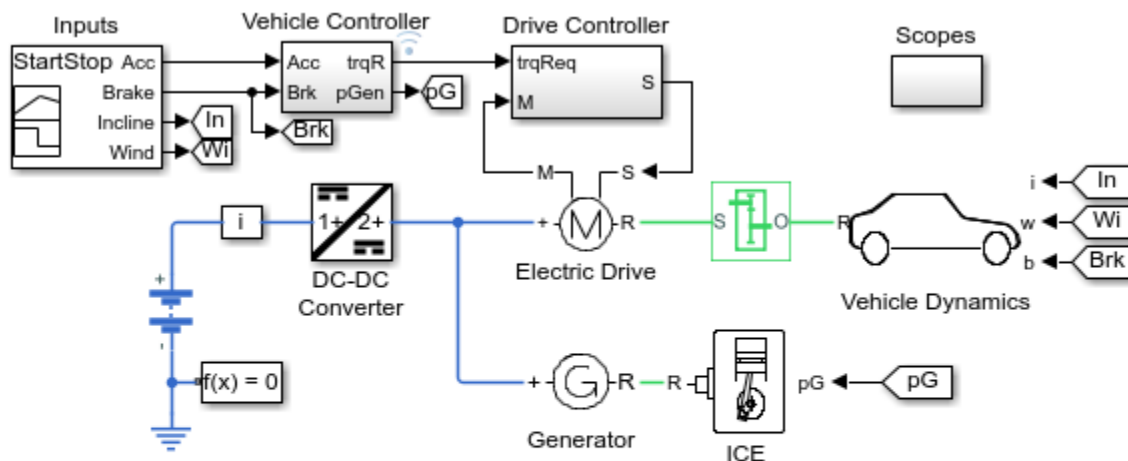 Inputs
Vehicle Controller
Drive Controller
Scopes
StartStop
Acc
Brake
Incline
Wind
In
Wi
Acc
trqR
Brk
pGen
pG
Brk
trqReq
M
S
M
S
i
1+
2+
DC-DC
Converter
+
M
R
Electric Drive
S
O
R
i
w
b
In
Wi
Brk
Vehicle Dynamics
+
-
f(x) = 0
+
G
R
Generator
R
ICE
pG
pG